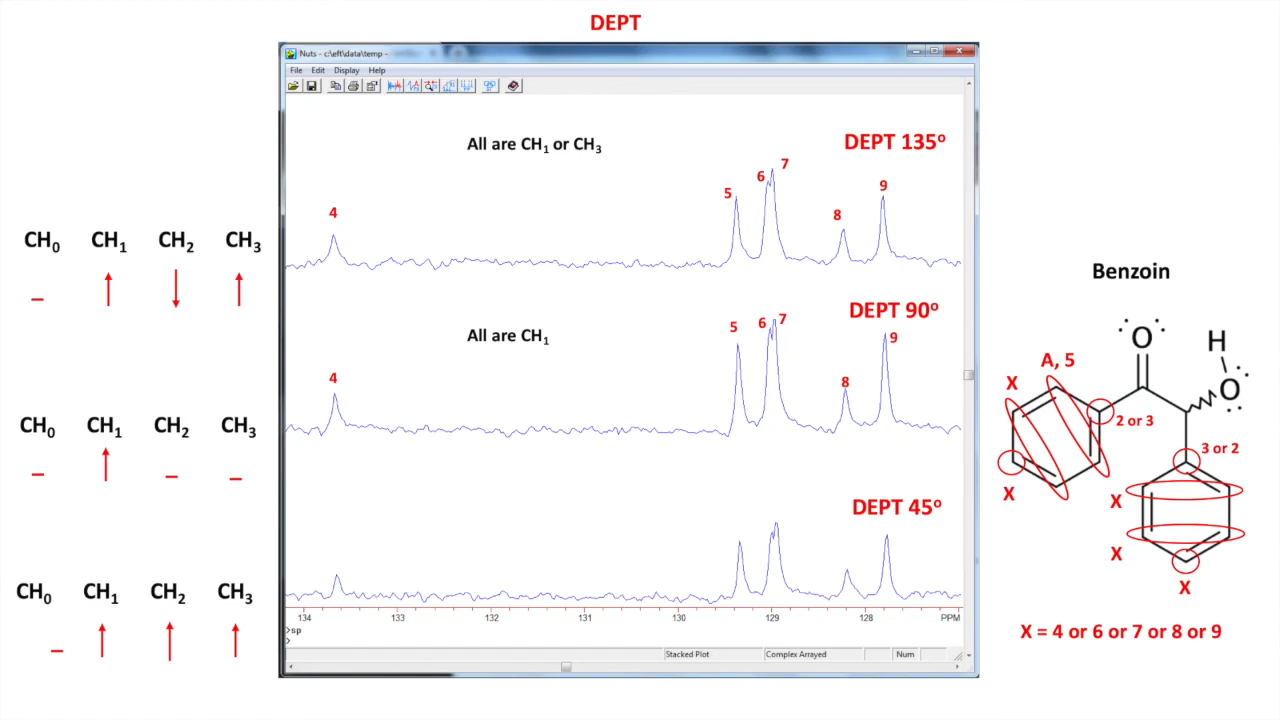 DEPT
Nuts - c:\eft\data\temp -
File Edit Display Help
All are CH₁ or CH₃
DEPT 135º
4
5
6
7
8
9
CH₀ CH₁ CH₂ CH₃
–
All are CH₁
DEPT 90º
4
5
6
7
8
9
CH₀ CH₁ CH₂ CH₃
– – –
DEPT 45º
CH₀ CH₁ CH₂ CH₃
–
134 133 132 131 130 129 128 PPM
>sp
>
Stacked Plot Complex Arrayed Num
Benzoin
O
H
O
A, 5
X
2 or 3
X
3 or 2
X
X
X
X = 4 or 6 or 7 or 8 or 9